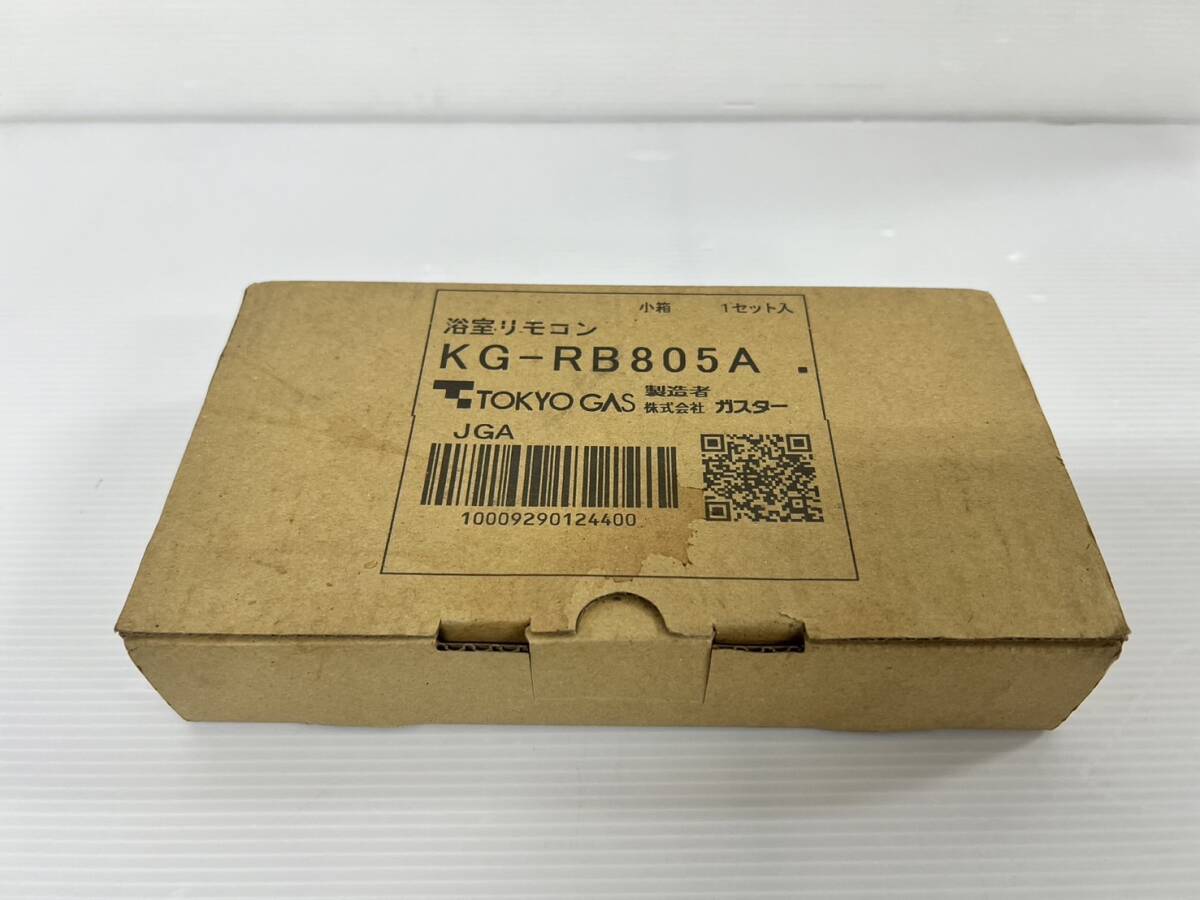 小箱 1セット入
浴室リモコン
KG-RB805A .
TOKYO GAS 製造者 株式会社 ガスター
JGA
10009290124400